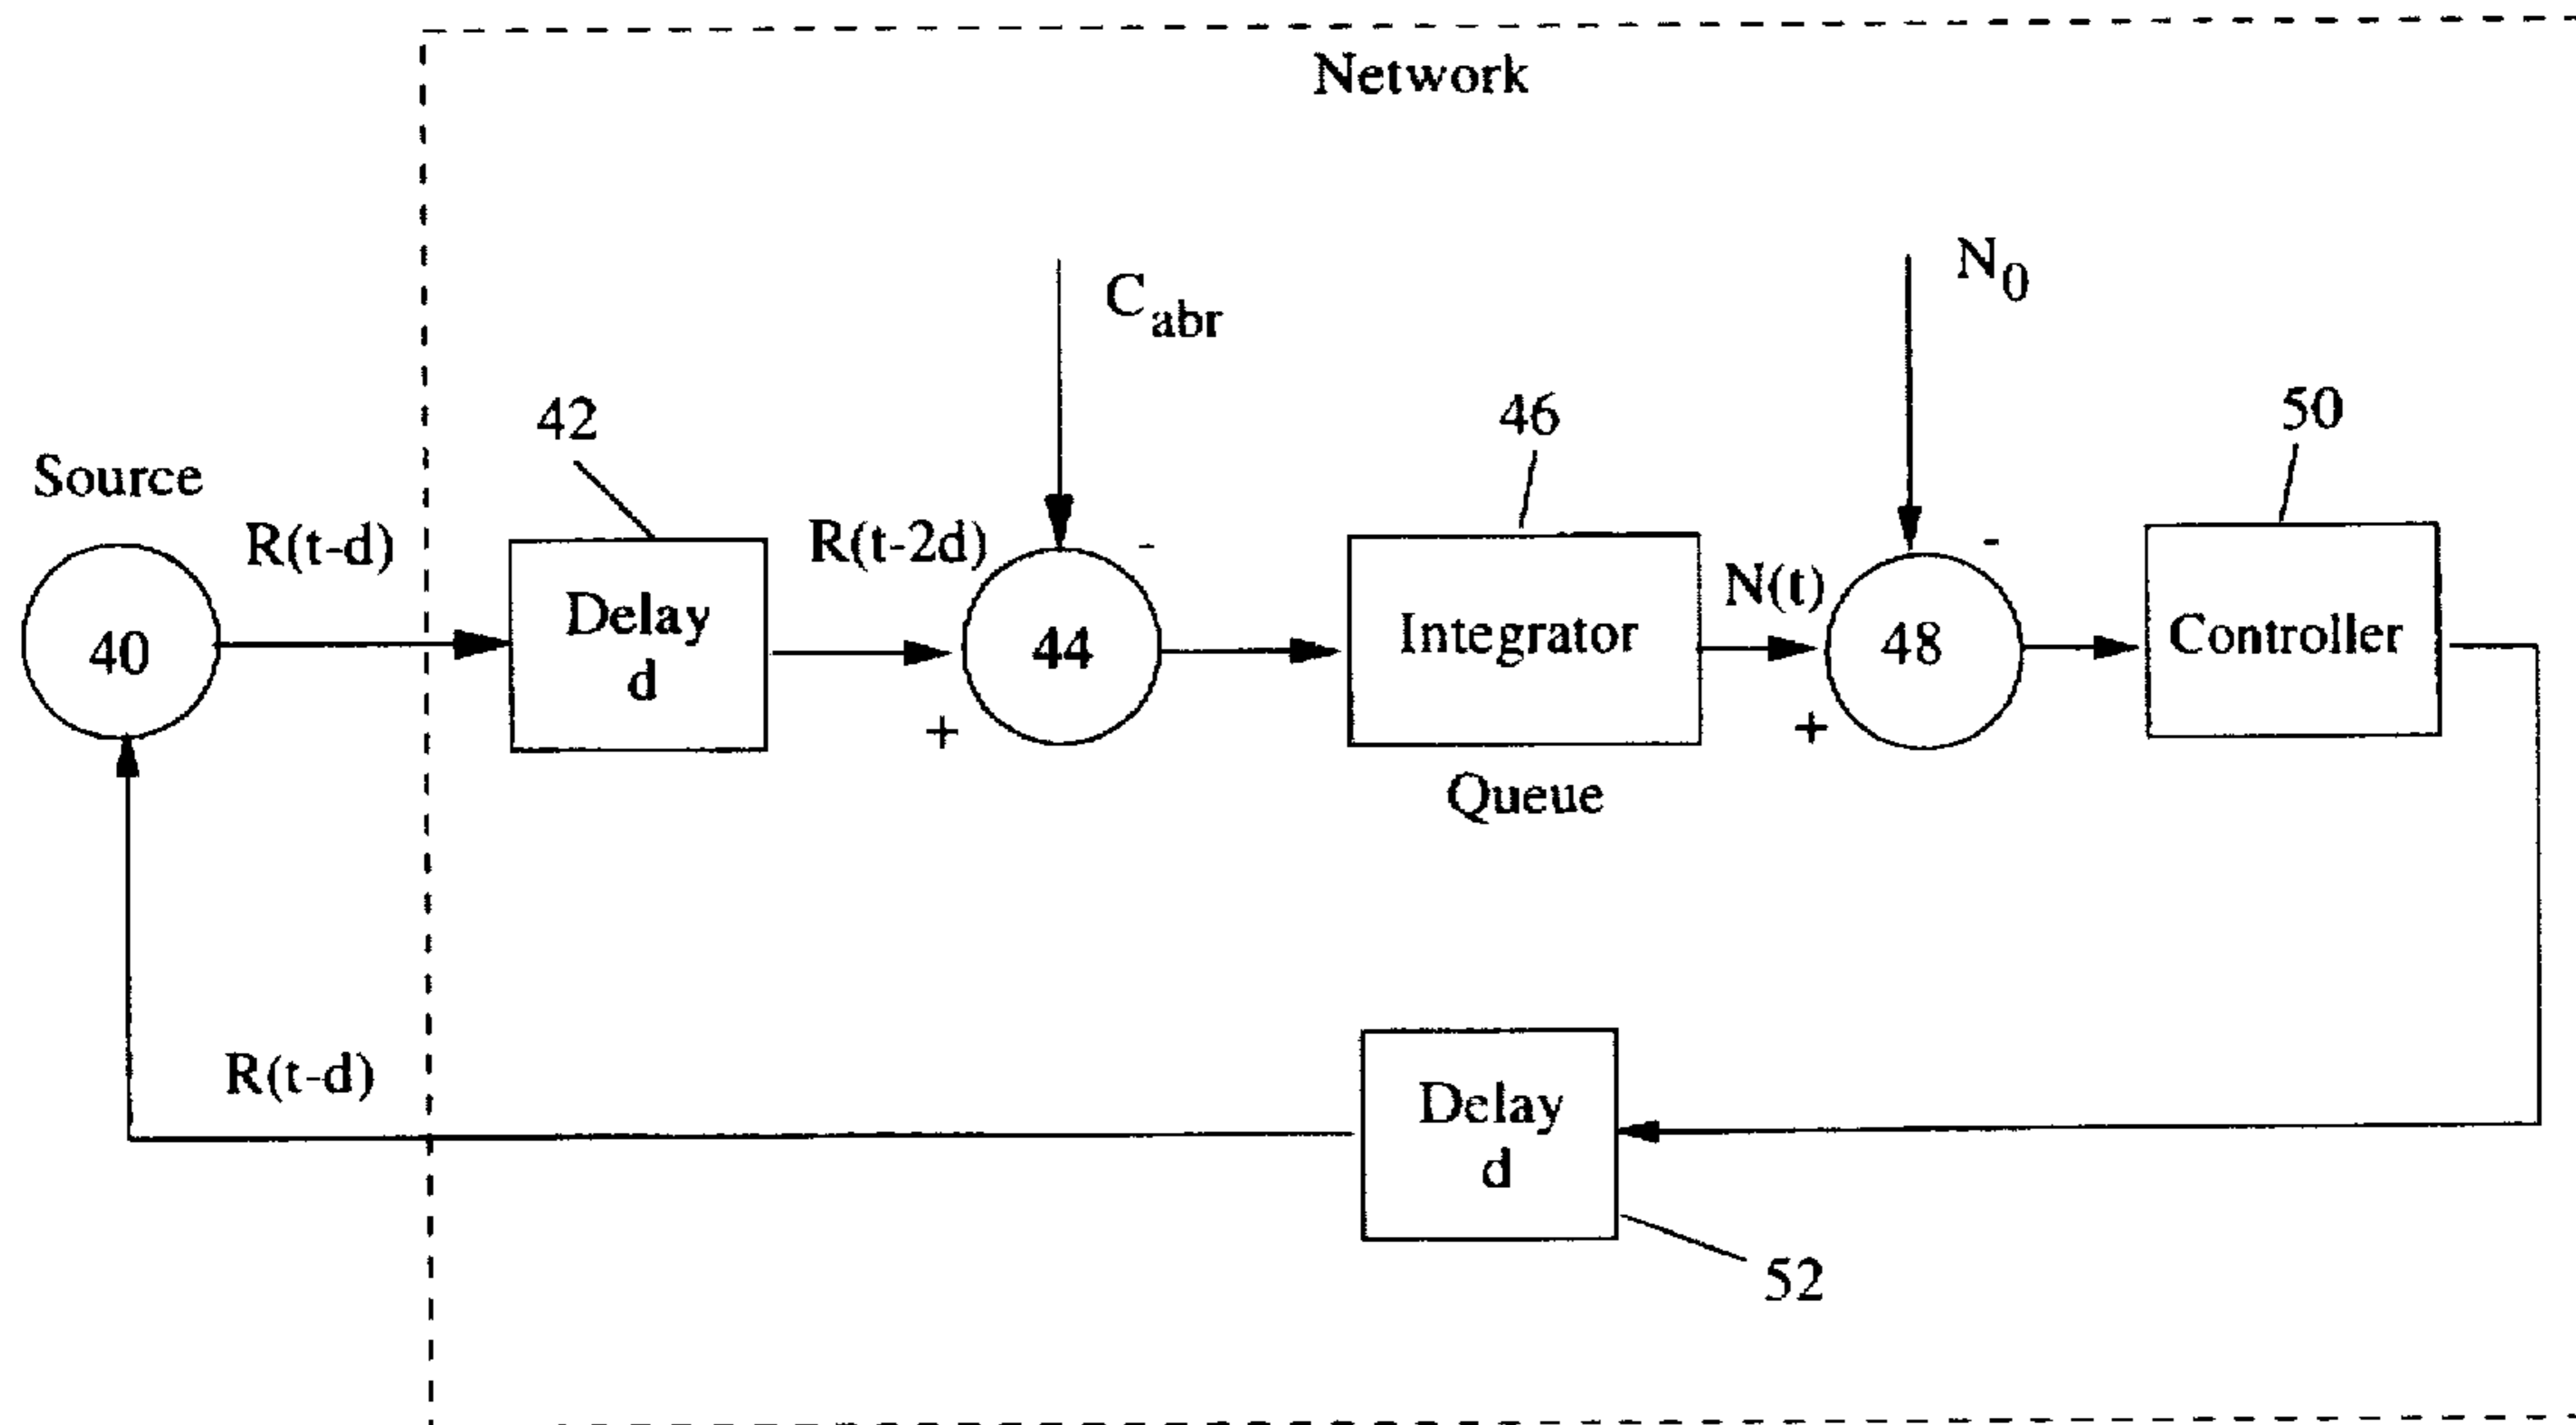 Network
C_abr
N_0
42
46
50
Source
R(t-d)
R(t-2d)
-
-
N(t)
40
Delay
d
44
Integrator
48
Controller
+
+
Queue
R(t-d)
Delay
d
52